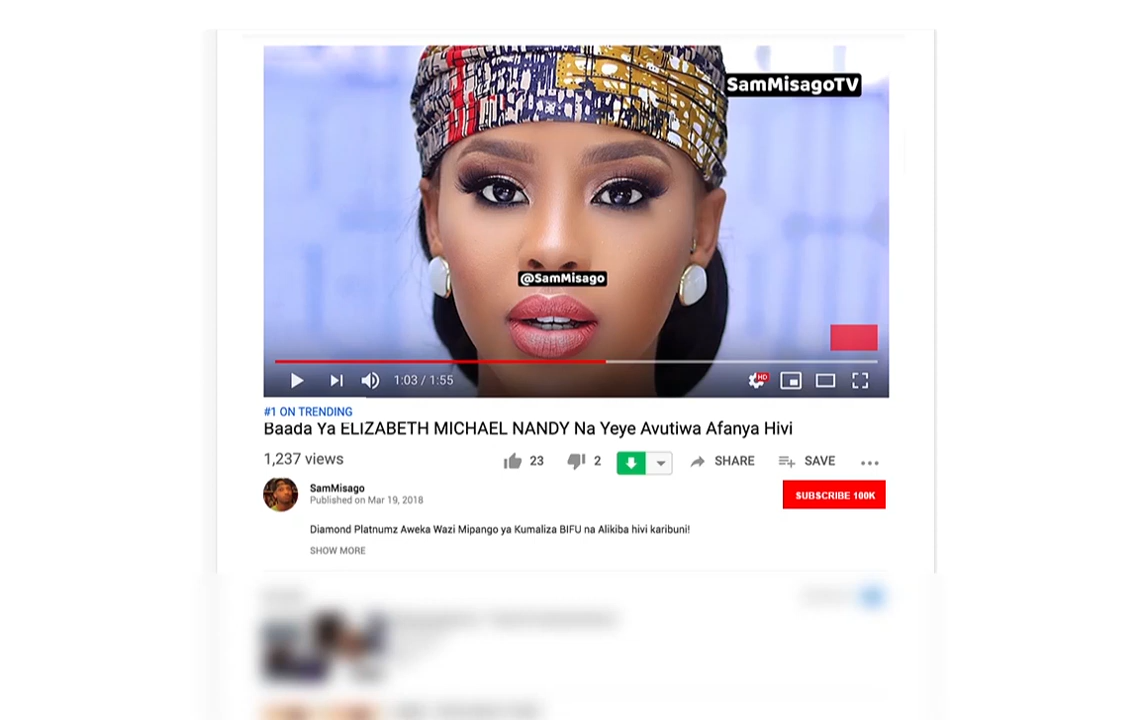 SamMisagoTV
@SamMisago
HD
1:03 / 1:55
#1 ON TRENDING
Baada Ya ELIZABETH MICHAEL NANDY Na Yeye Avutiwa Afanya Hivi
1,237 views
23
2
SHARE
SAVE
SamMisago
Published on Mar 19, 2018
SUBSCRIBE 100K
Diamond Platnumz Aweka Wazi Mipango ya Kumaliza BIFU na Alikiba hivi karibuni!
SHOW MORE